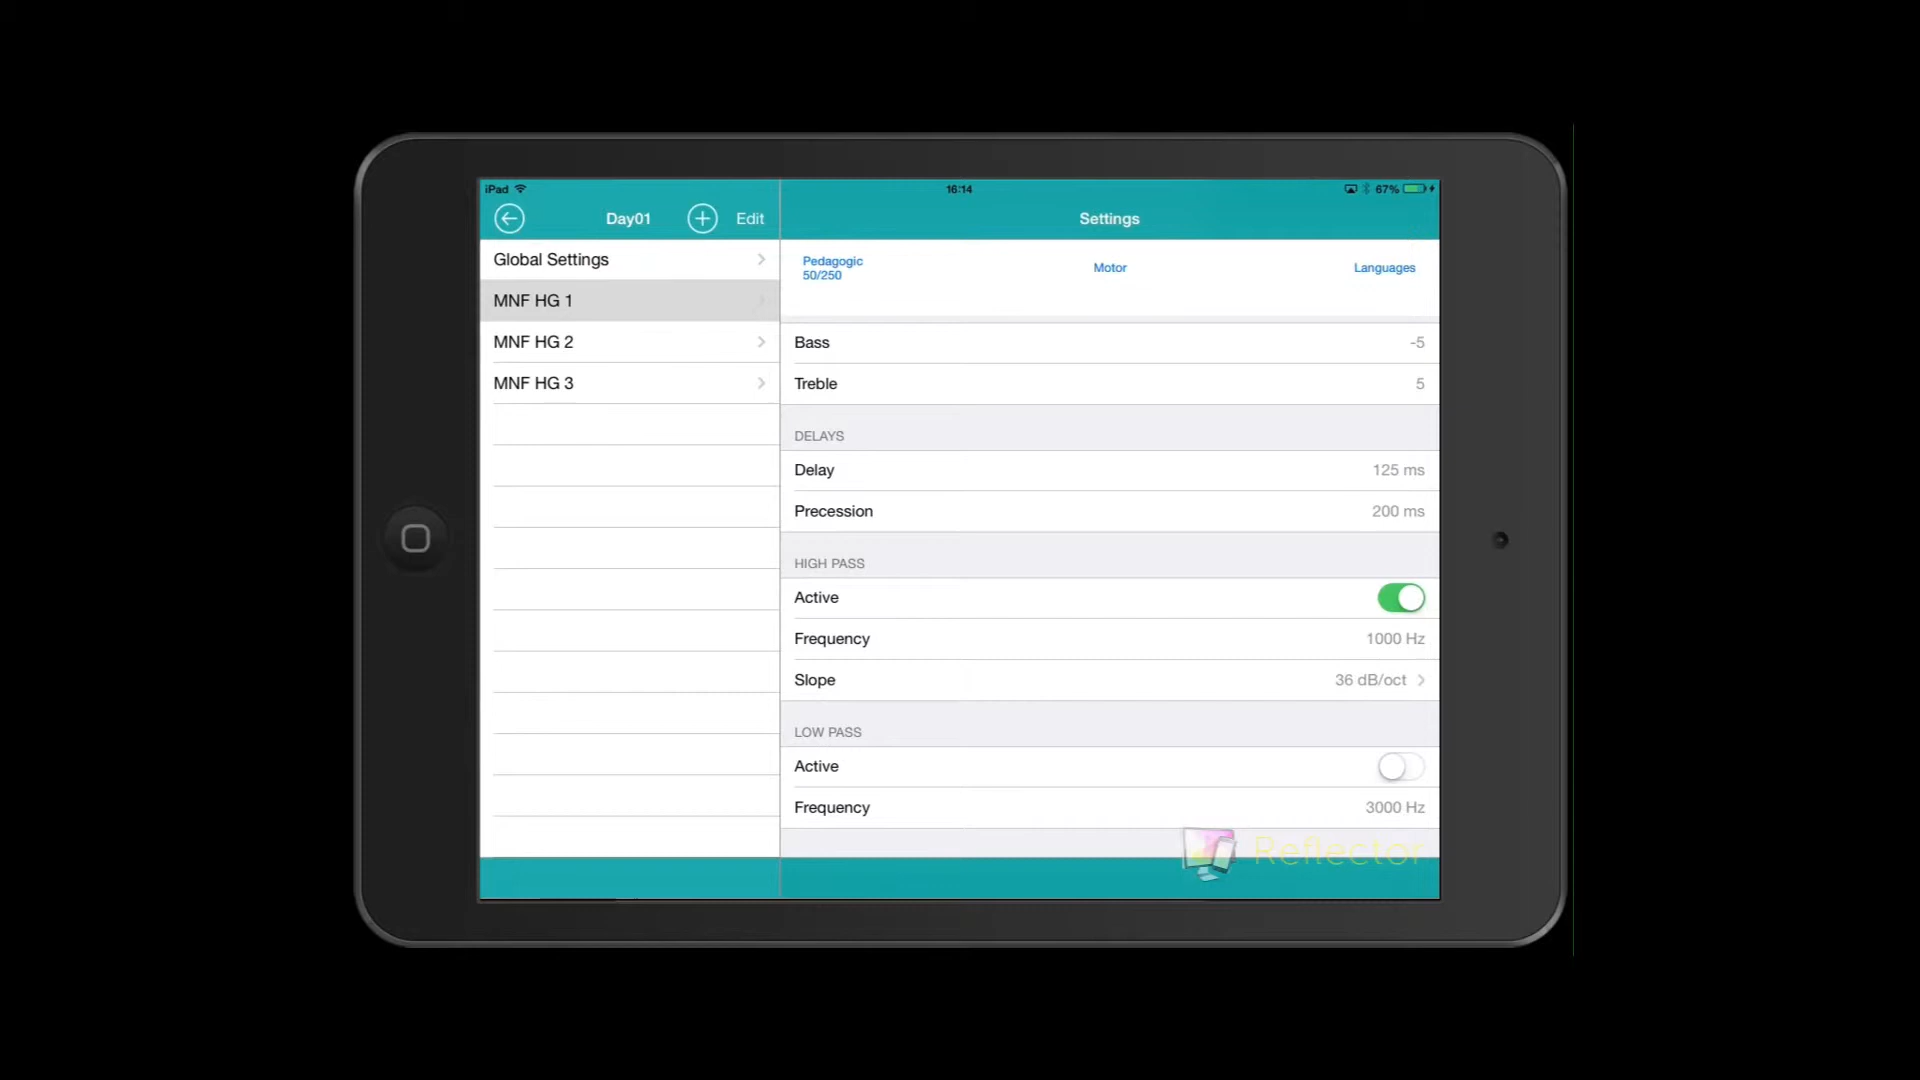 iPad
16:14
67%
Day01
Edit
Settings
Global Settings
MNF HG 1
MNF HG 2
MNF HG 3
Pedagogic
50/250
Motor
Languages
Bass
-5
Treble
5
DELAYS
Delay
125 ms
Precession
200 ms
HIGH PASS
Active
Frequency
1000 Hz
Slope
36 dB/oct
LOW PASS
Active
Frequency
3000 Hz
Reflector